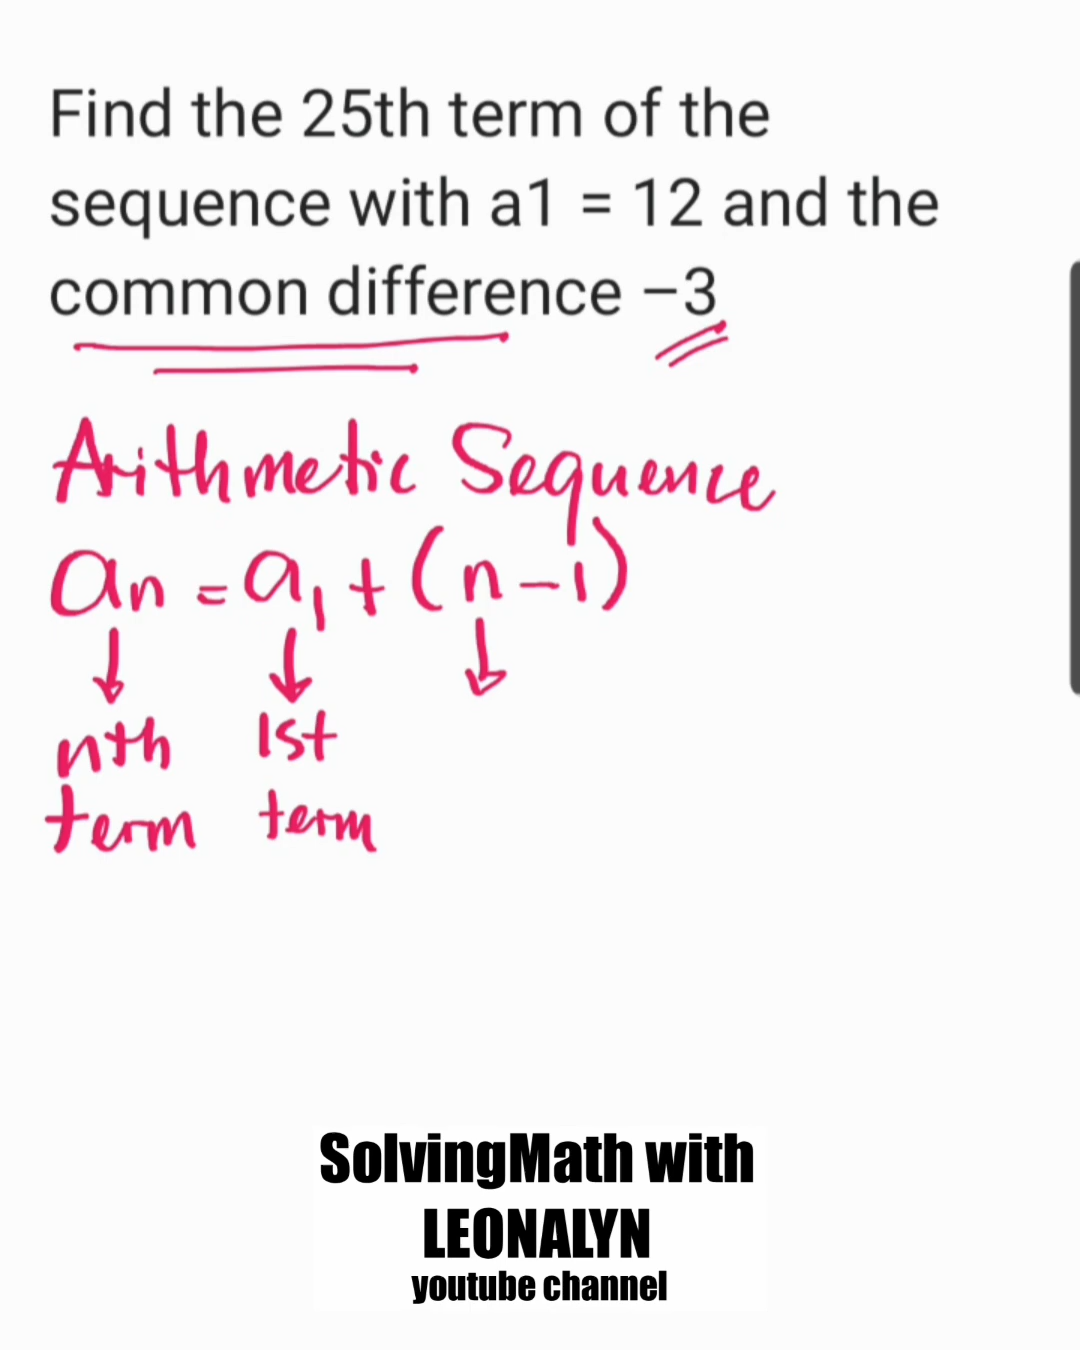 Find the 25th term of the
sequence with a1 = 12 and the
common difference −3
Arithmetic Sequence
an = a1 + (n-1)
nth 1st
term term
SolvingMath with
LEONALYN
youtube channel